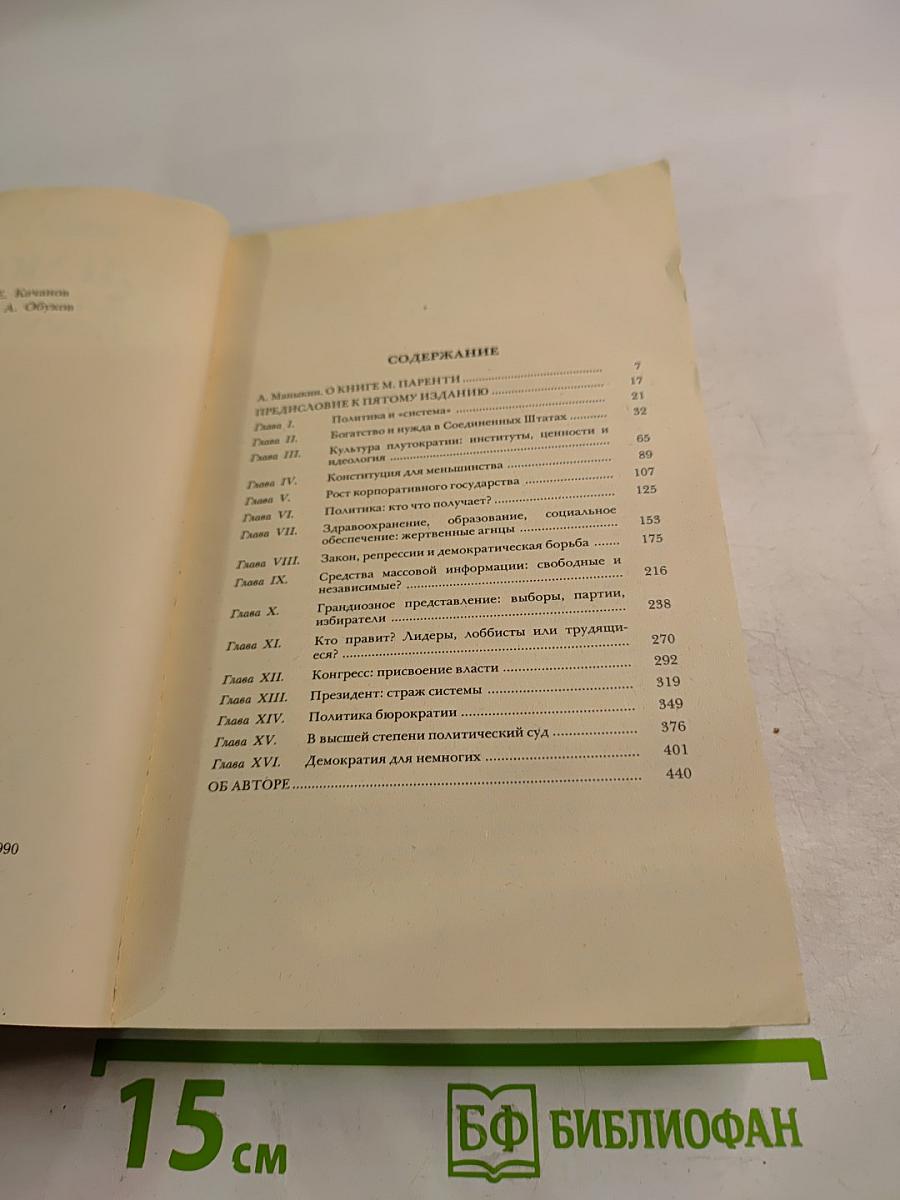 Е. Качанов
А. Обухов
990
СОДЕРЖАНИЕ
А. Маныкин. О КНИГЕ М. ПАРЕНТИ 7
ПРЕДИСЛОВИЕ К ПЯТОМУ ИЗДАНИЮ 17
Глава I. Политика и «система» 21
Глава II. Богатство и нужда в Соединенных Штатах 32
Глава III. Культура плутократии: институты, ценности и
идеология 65
Глава IV. Конституция для меньшинства 89
Глава V. Рост корпоративного государства 107
Глава VI. Политика: кто что получает? 125
Глава VII. Здравоохранение, образование, социальное
обеспечение: жертвенные агнцы 153
Глава VIII. Закон, репрессии и демократическая борьба 175
Глава IX. Средства массовой информации: свободные и
независимые? 216
Глава X. Грандиозное представление: выборы, партии,
избиратели 238
Глава XI. Кто правит? Лидеры, лоббисты или трудящи-
еся? 270
Глава XII. Конгресс: присвоение власти 292
Глава XIII. Президент: страж системы 319
Глава XIV. Политика бюрократии 349
Глава XV. В высшей степени политический суд 376
Глава XVI. Демократия для немногих 401
ОБ АВТОРЕ 440
15 см
БФ БИБЛИОФАН